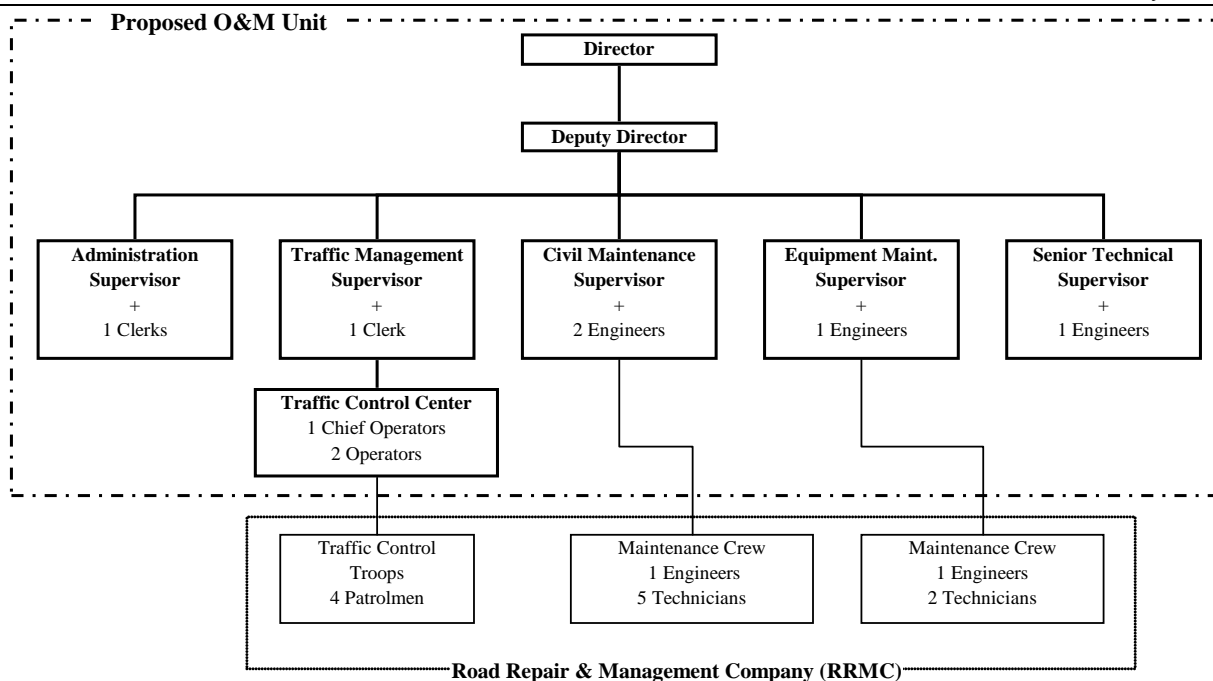 Proposed O&M Unit
Director
Deputy Director
Administration
Supervisor
+
1 Clerks
Traffic Management
Supervisor
+
1 Clerk
Civil Maintenance
Supervisor
+
2 Engineers
Equipment Maint.
Supervisor
+
1 Engineers
Senior Technical
Supervisor
+
1 Engineers
Traffic Control Center
1 Chief Operators
2 Operators
Traffic Control
Troops
4 Patrolmen
Maintenance Crew
1 Engineers
5 Technicians
Maintenance Crew
1 Engineers
2 Technicians
Road Repair & Management Company (RRMC)